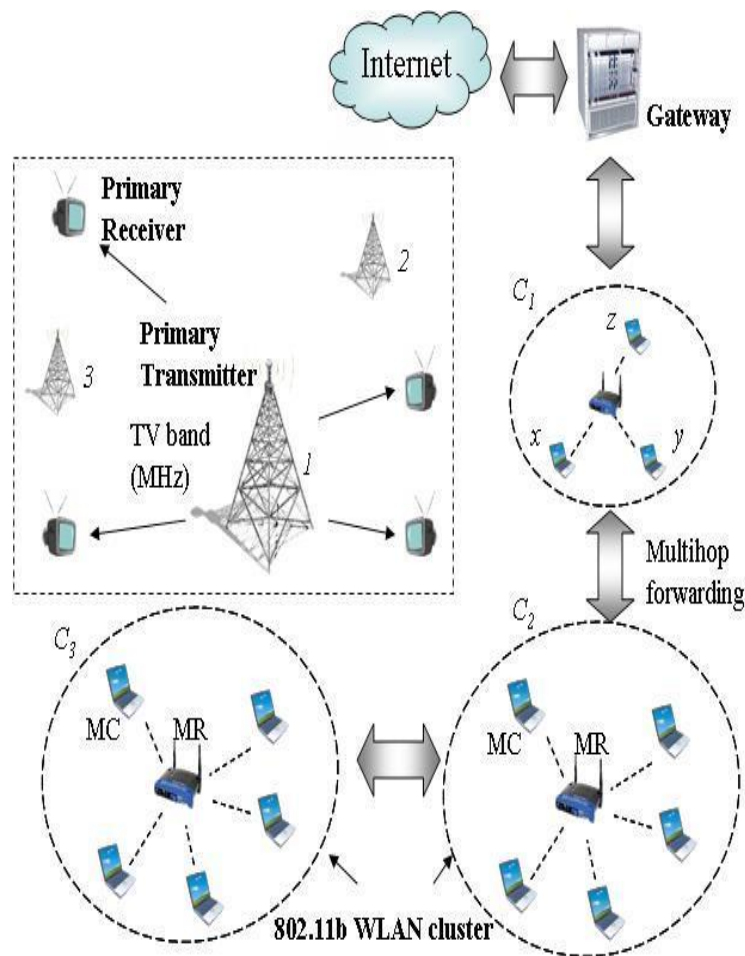 Internet
Gateway
Primary
Receiver
2
C1
z
Primary
Transmitter
3
TV band
(MHz)
1
x
y
Multihop
forwarding
C3
C2
MC
MR
MC
MR
802.11b WLAN cluster